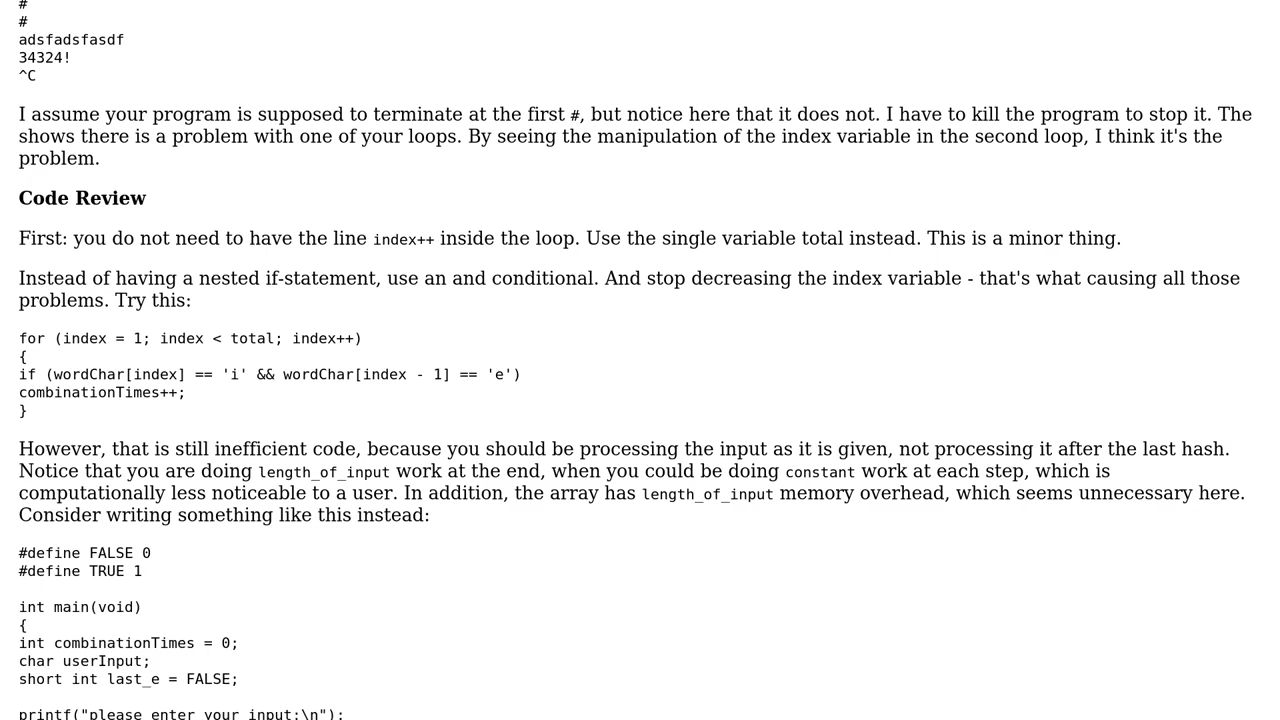 #
#
adsfadsfasdf
34324!
^C
I assume your program is supposed to terminate at the first #, but notice here that it does not. I have to kill the program to stop it. The
shows there is a problem with one of your loops. By seeing the manipulation of the index variable in the second loop, I think it's the
problem.
Code Review
First: you do not need to have the line index++ inside the loop. Use the single variable total instead. This is a minor thing.
Instead of having a nested if-statement, use an and conditional. And stop decreasing the index variable - that's what causing all those
problems. Try this:
for (index = 1; index < total; index++)
{
if (wordChar[index] == 'i' && wordChar[index - 1] == 'e')
combinationTimes++;
}
However, that is still inefficient code, because you should be processing the input as it is given, not processing it after the last hash.
Notice that you are doing length_of_input work at the end, when you could be doing constant work at each step, which is
computationally less noticeable to a user. In addition, the array has length_of_input memory overhead, which seems unnecessary here.
Consider writing something like this instead:
#define FALSE 0
#define TRUE 1
int main(void)
{
int combinationTimes = 0;
char userInput;
short int last_e = FALSE;
printf("please enter your input:\n");